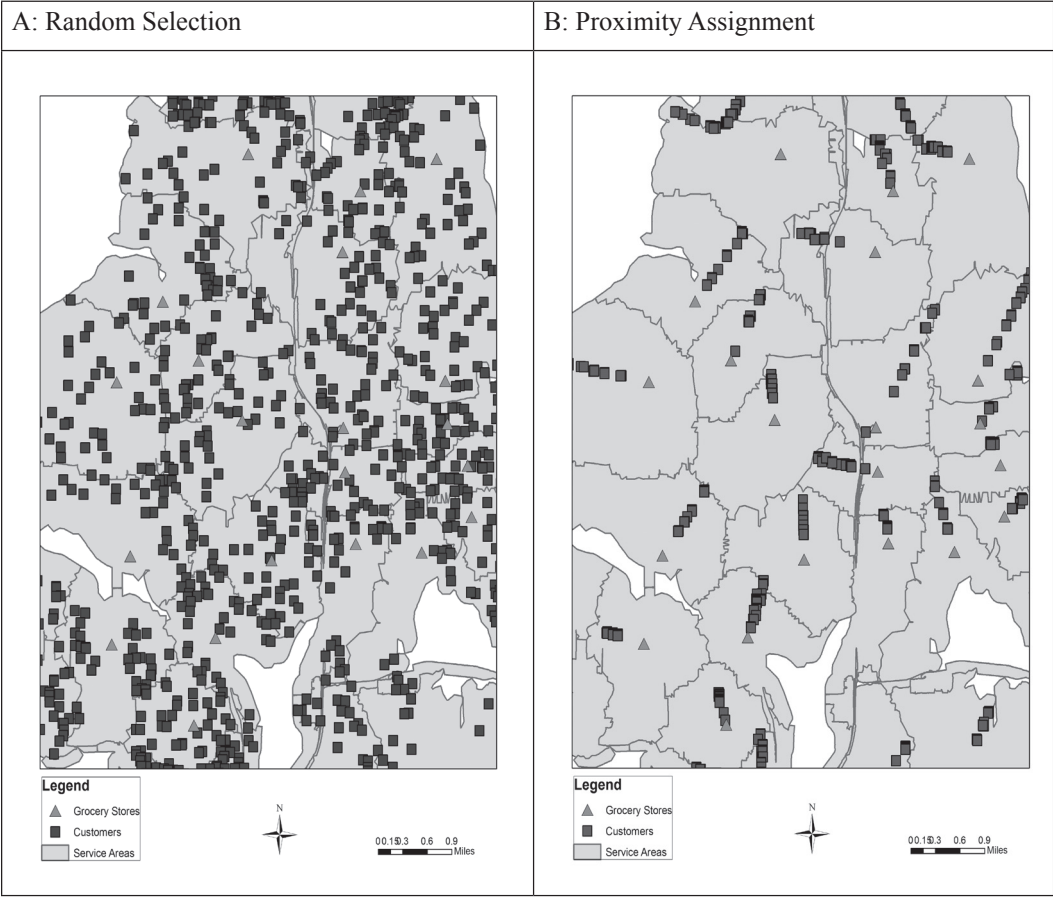 A: Random Selection
B: Proximity Assignment
Legend
Grocery Stores
Customers
Service Areas
N
0 0.15 0.3 0.6 0.9
Miles
Legend
Grocery Stores
Customers
Service Areas
N
0 0.15 0.3 0.6 0.9
Miles